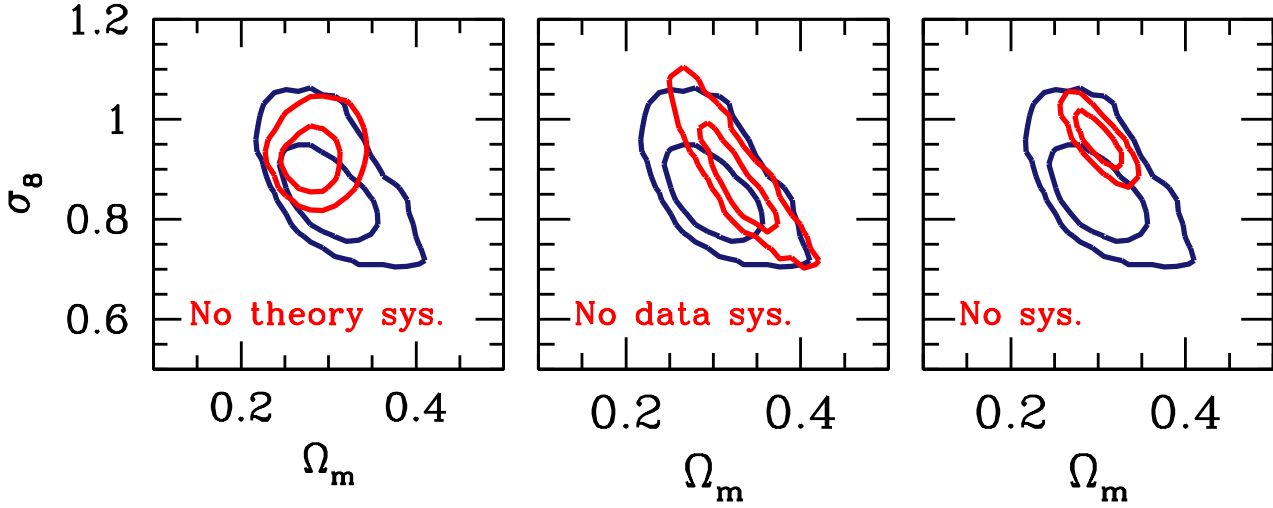 1.2
1
σ₈
0.8
0.6
No theory sys.
No data sys.
No sys.
0.2 0.4 0.2 0.4 0.2 0.4
Ωₘ Ωₘ Ωₘ